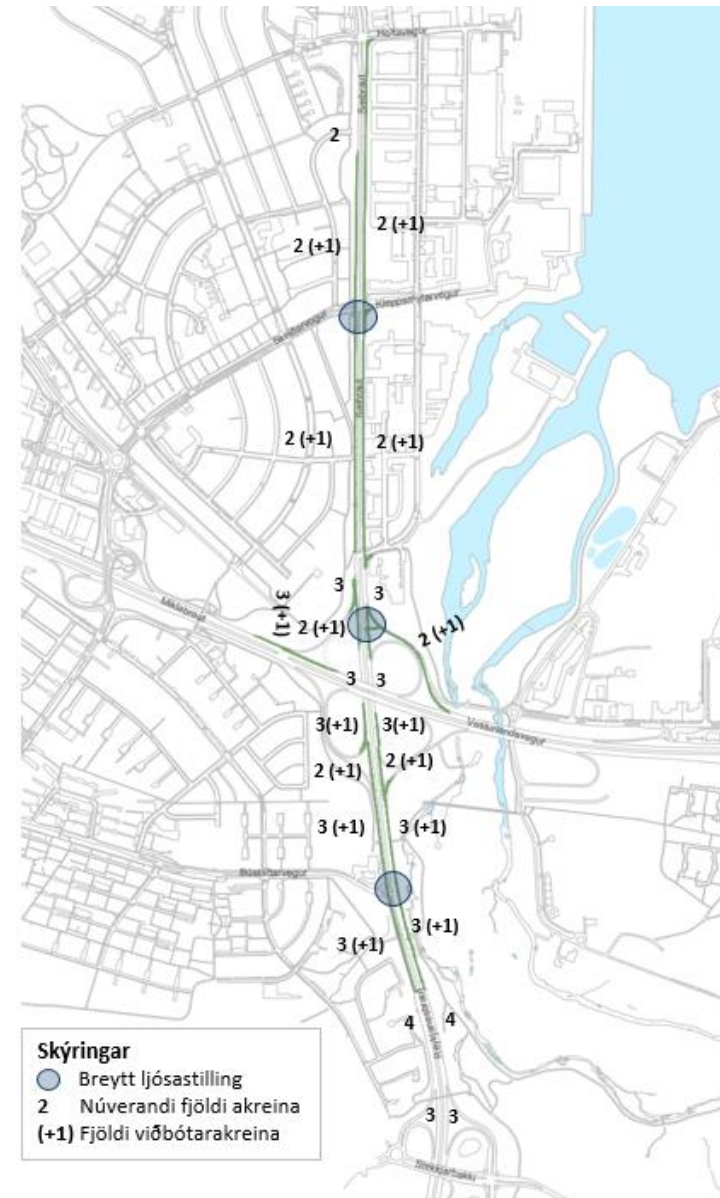 Holtavegur
Sæbraut
2
2 (+1)
2 (+1)
Kleppsmýrarvegur
Skeiðarvogur
Sæbraut
2 (+1)
2 (+1)
3
3
3 (+1)
2 (+1)
2 (+1)
Miklabraut
3
3
3(+1)
3(+1)
Vesturlandsvegur
2 (+1)
2 (+1)
3 (+1)
3 (+1)
Bústaðavegur
3 (+1)
3 (+1)
4
4
Reykjanesbraut
3
3
Stekkjarbakki
Skýringar
Breytt ljósastilling
2 Núverandi fjöldi akreina
(+1) Fjöldi viðbótarakreina